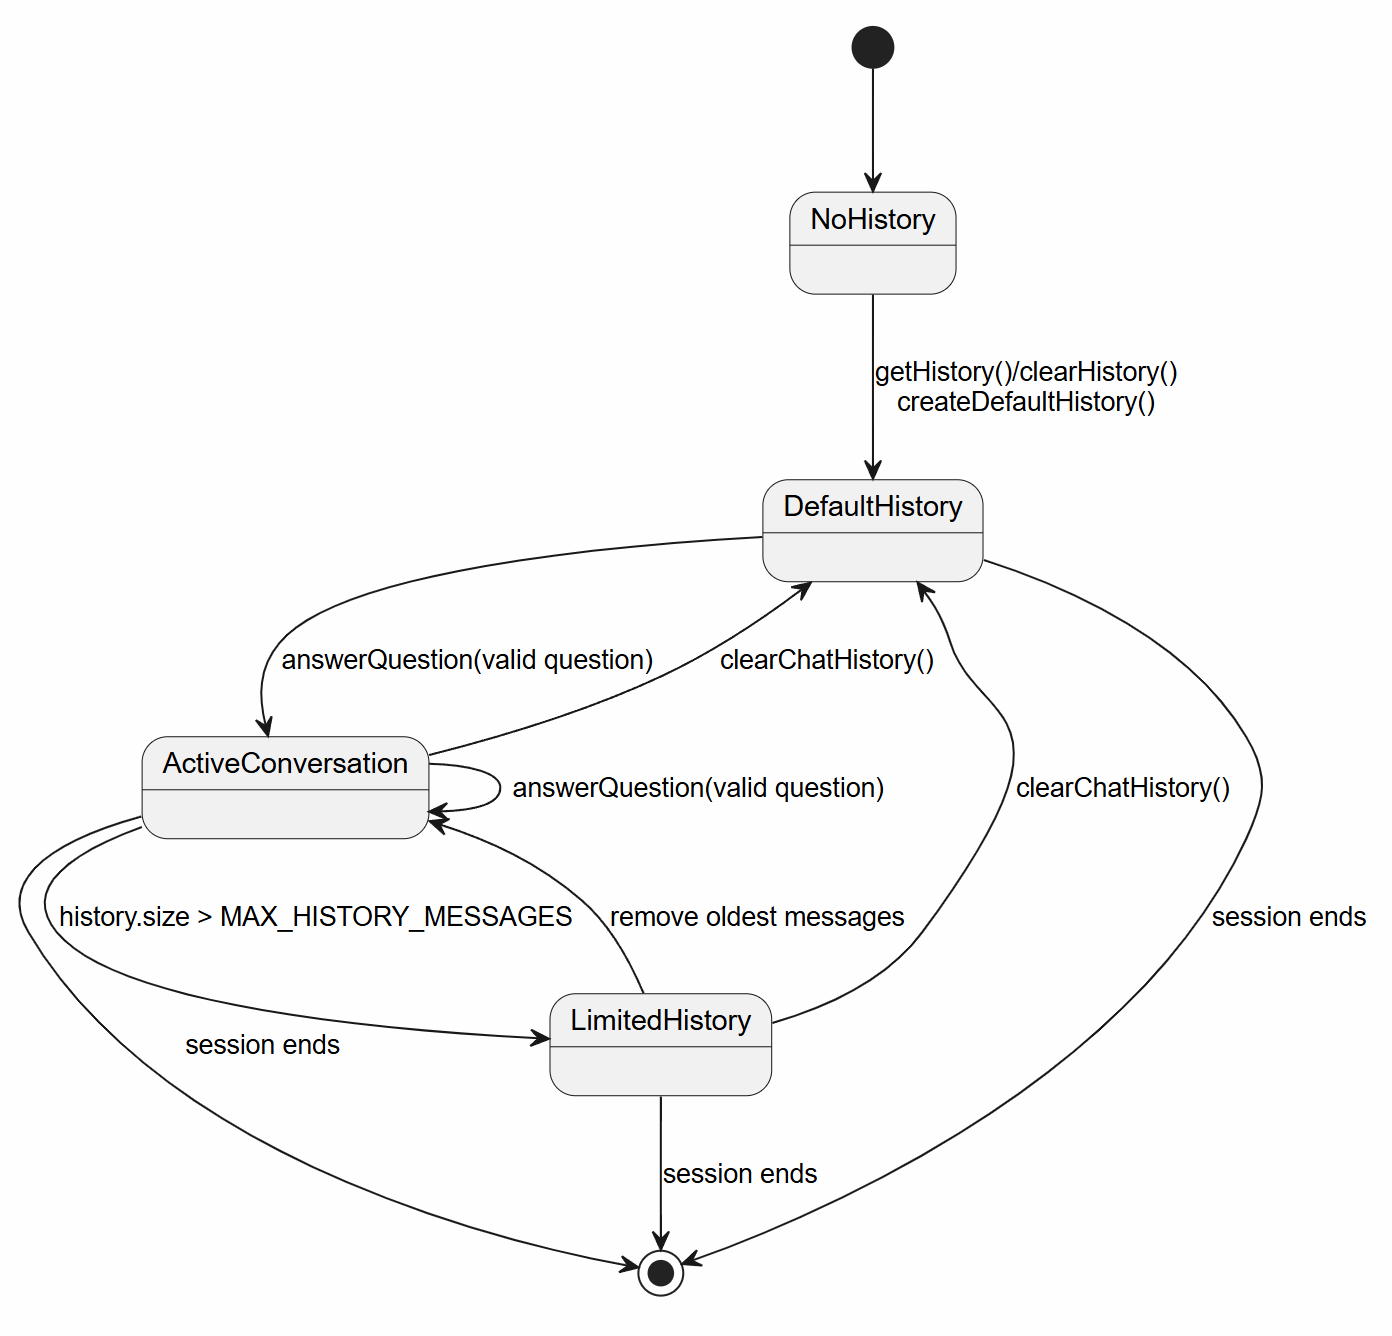 NoHistory
getHistory()/clearHistory()
createDefaultHistory()
DefaultHistory
answerQuestion(valid question)
clearChatHistory()
ActiveConversation
answerQuestion(valid question)
clearChatHistory()
history.size > MAX_HISTORY_MESSAGES
remove oldest messages
session ends
LimitedHistory
session ends
session ends